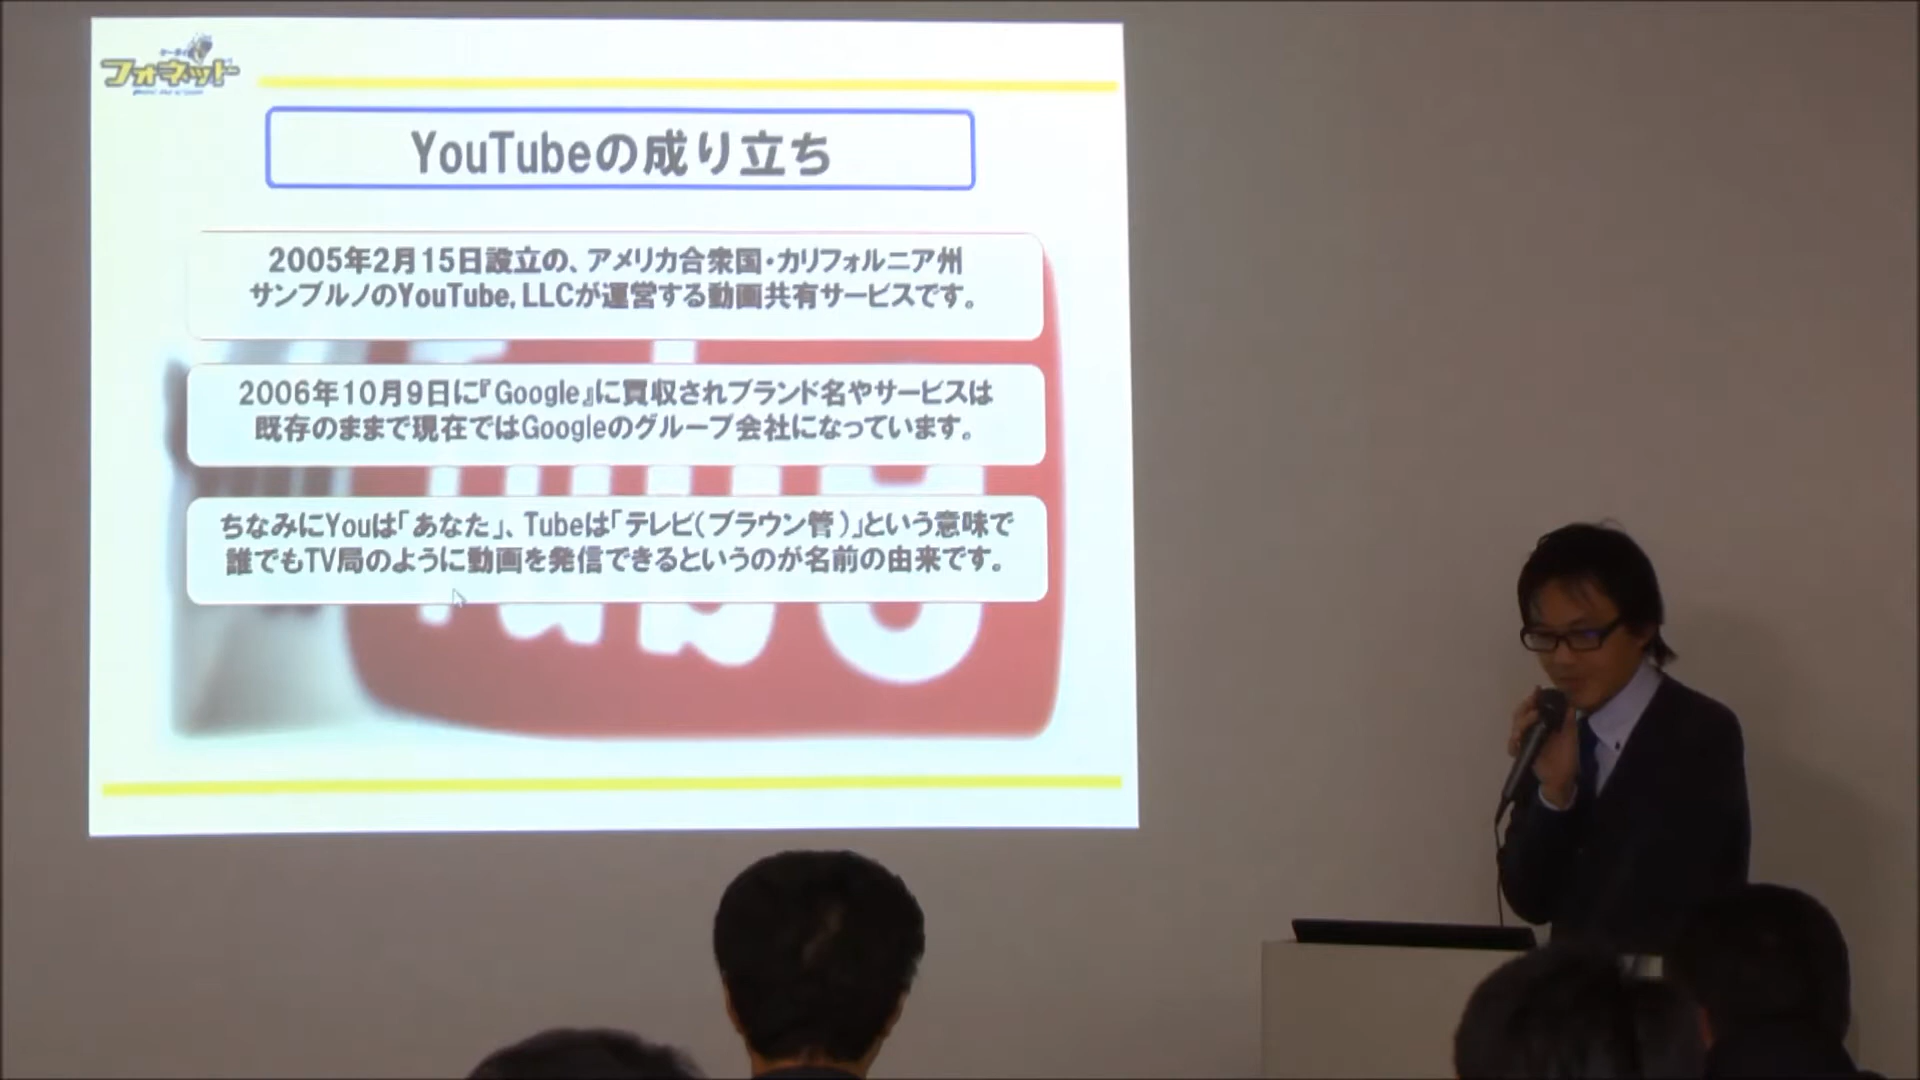 ケータイ
フォネット
YouTubeの成り立ち
2005年2月15日設立の、アメリカ合衆国・カリフォルニア州
サンブルノのYouTube,LLCが運営する動画共有サービスです。
2006年10月9日に『Google』に買収されブランド名やサービスは
既存のままで現在ではGoogleのグループ会社になっています。
ちなみにYouは「あなた」、Tubeは「テレビ(ブラウン管)」という意味で
誰でもTV局のように動画を発信できるというのが名前の由来です。
Tube